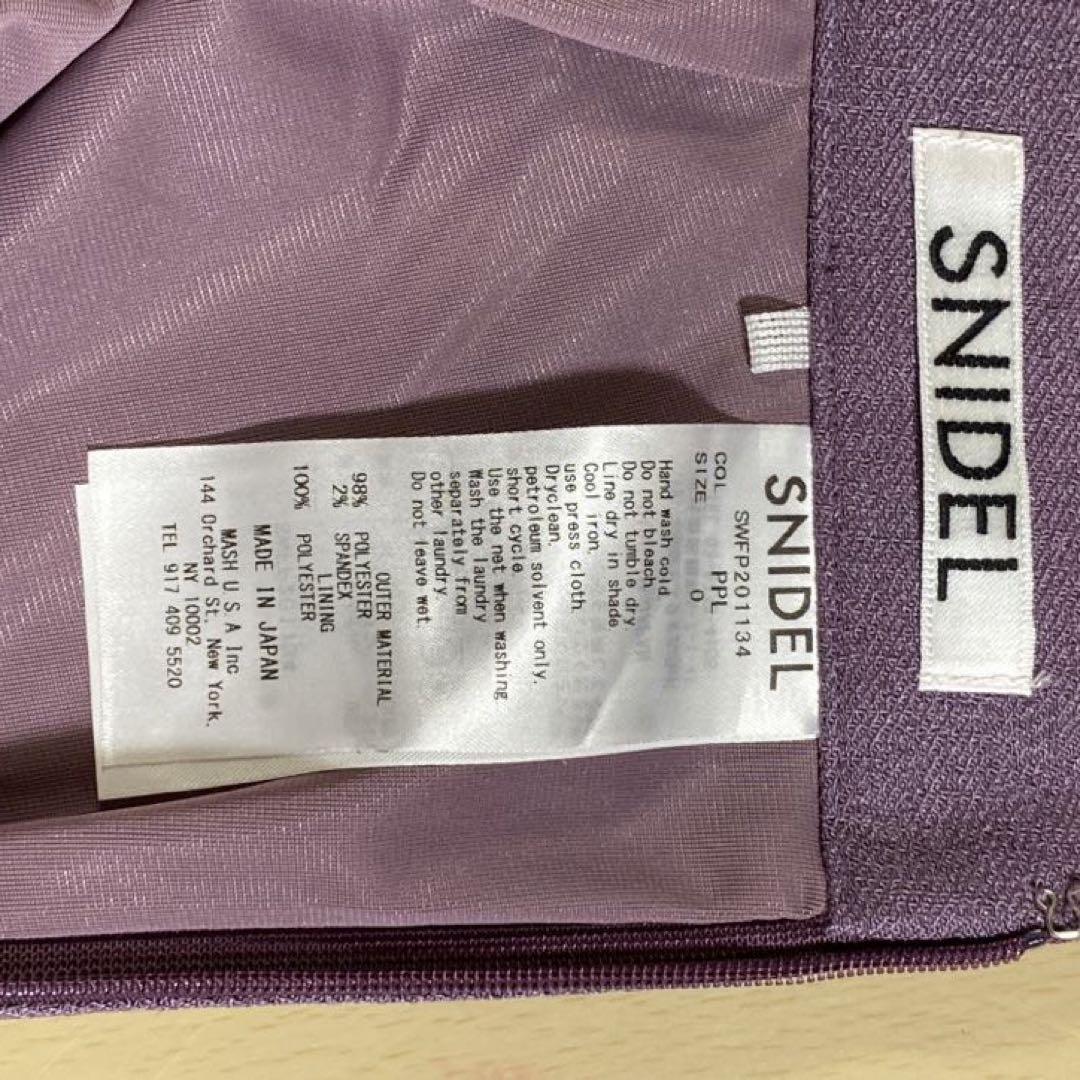 SNIDEL
SNIDEL
SWFP201134
COL PPL
SIZE 0
Hand wash cold
Do not bleach
Do not tumble dry
Line dry in shade
Cool iron.
use press cloth.
Dryclean.
petroleum solvent only.
short cycle
Use the net when washing
Wash the laundry
separately from
other laundry.
Do not leave wet.
OUTER MATERIAL
98% POLYESTER
2% SPANDEX
LINING
100% POLYESTER
MADE IN JAPAN
MASH U S A Inc
144 Orchard St. New York.
NY 10002
TEL 917 409 5520